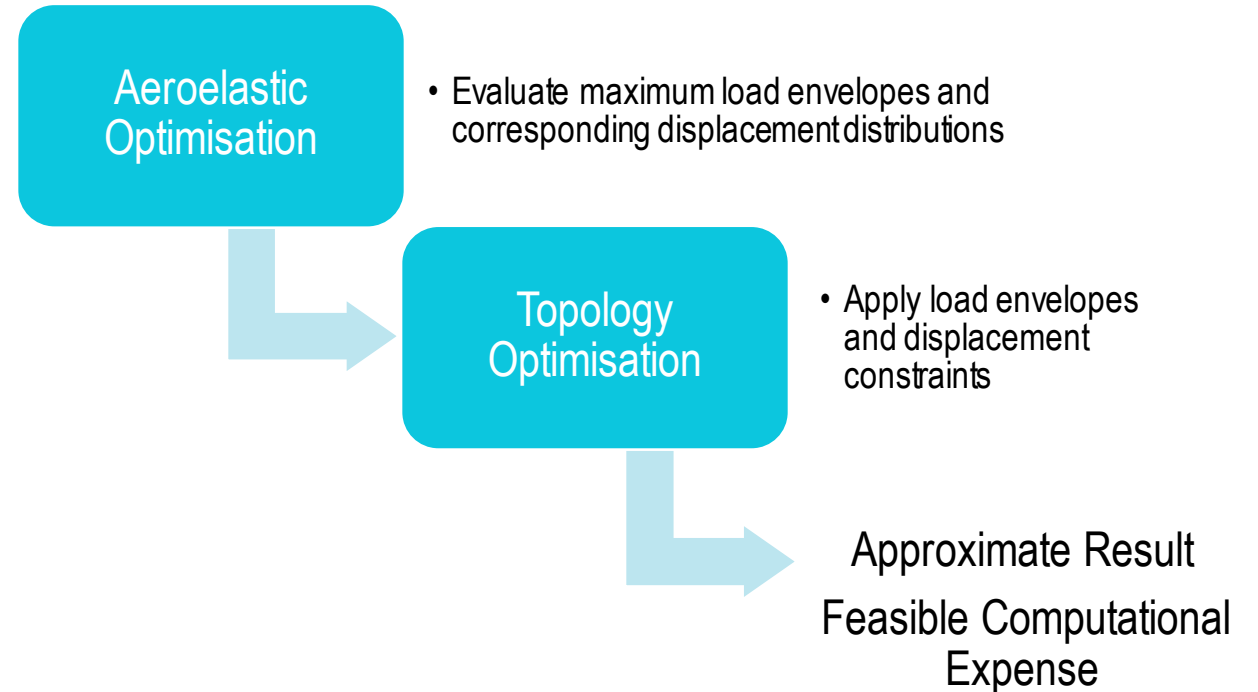 Aeroelastic
Optimisation
• Evaluate maximum load envelopes and
corresponding displacement distributions
Topology
Optimisation
• Apply load envelopes
and displacement
constraints
Approximate Result
Feasible Computational
Expense